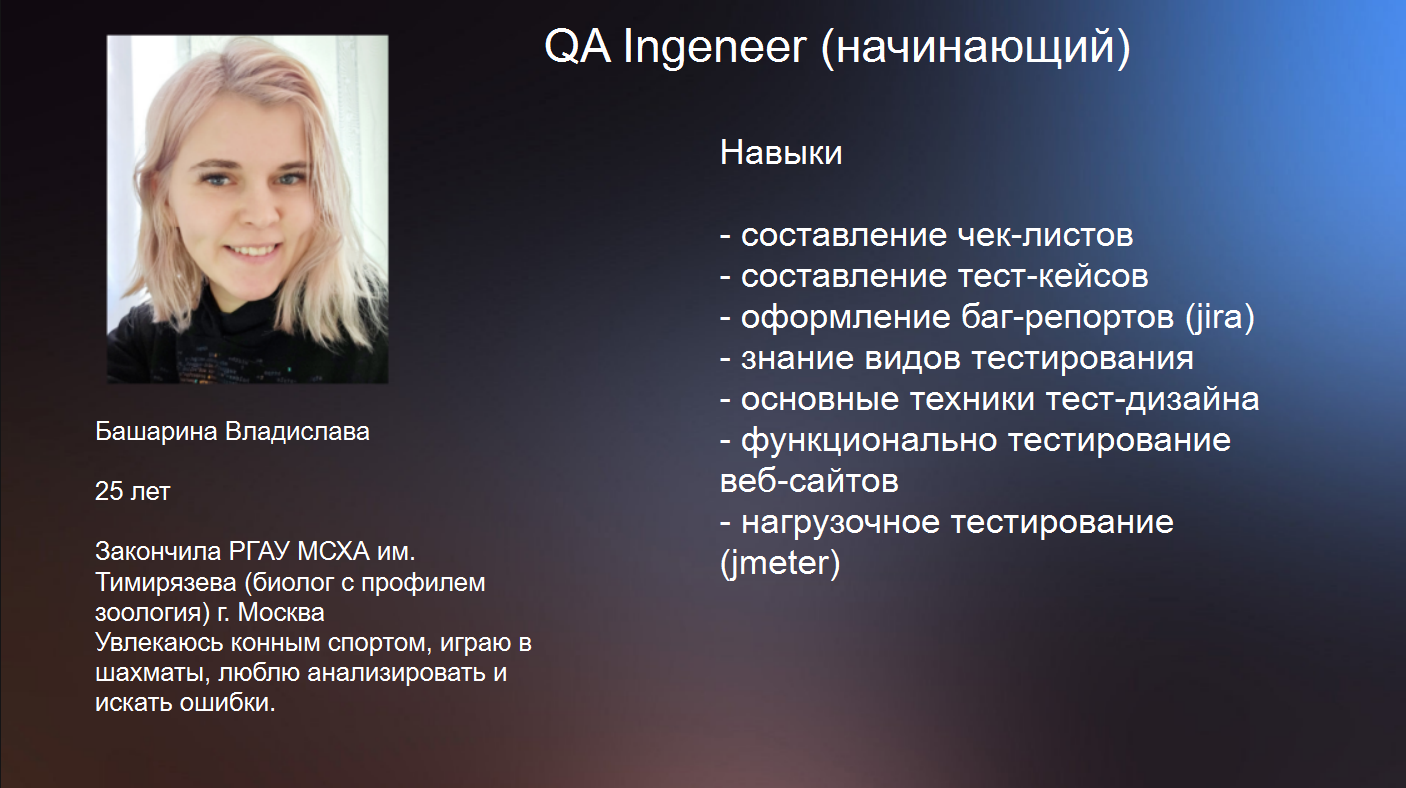 QA Ingeneer (начинающий)
Навыки
- составление чек-листов
- составление тест-кейсов
- оформление баг-репортов (jira)
- знание видов тестирования
- основные техники тест-дизайна
- функционально тестирование
веб-сайтов
- нагрузочное тестирование
(jmeter)
Башарина Владислава
25 лет
Закончила РГАУ МСХА им.
Тимирязева (биолог с профилем
зоология) г. Москва
Увлекаюсь конным спортом, играю в
шахматы, люблю анализировать и
искать ошибки.